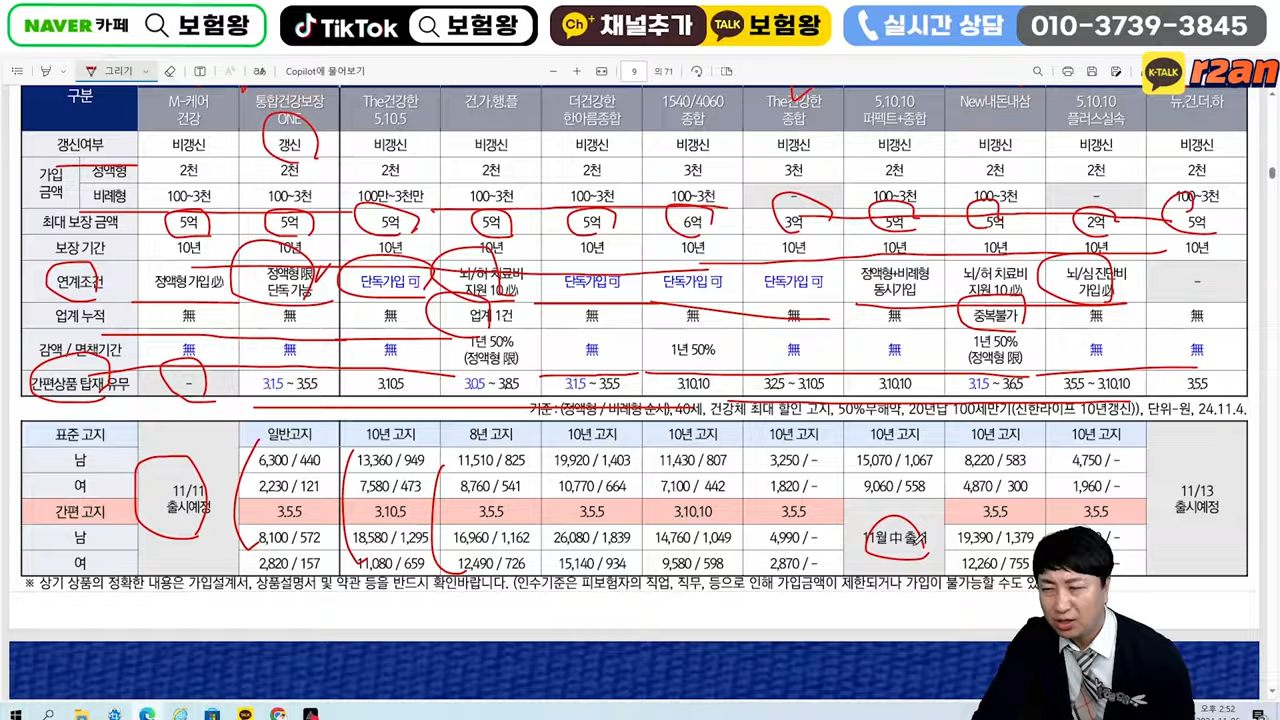 NAVER 카페 보험왕 TikTok 보험왕 Ch+ 채널추가 TALK 보험왕 실시간 상담 010-3739-3845
K-TALK r2an
그리기 Copilot에 물어보기 9 의 71
구분 M-케어 건강 통합건강보장 ONE The건강한 5.10.5 건.가.행.플 더건강한 한아름종합 1540/4060 종합 The건강한 종합 5.10.10 퍼펙트+종합 New내돈내삼 5.10.10 플러스실속 뉴.건.더.하
갱신여부 비갱신 갱신 비갱신 비갱신 비갱신 비갱신 비갱신 비갱신 비갱신 비갱신 비갱신
가입 금액 정액형 2천 2천 2천 2천 2천 3천 3천 2천 2천 2천 2천
비례형 100~3천 100~3천 100만~3천만 100~3천 100~3천 100~3천 - 100~3천 100~3천 - 100~3천
최대 보장 금액 5억 5억 5억 5억 5억 6억 3억 5억 5억 2억 5억
보장 기간 10년 10년 10년 10년 10년 10년 10년 10년 10년 10년 10년
연계조건 정액형 가입 必 정액형 限 단독 가능 단독가입 可 뇌/허 치료비 지원 10 必 단독가입 可 단독가입 可 단독가입 可 정액형+비례형 동시가입 뇌/허 치료비 지원 10 必 뇌/심 진단비 가입 必 -
업계 누적 無 無 無 업계 1건 無 無 無 無 중복불가 無 無
감액 / 면책기간 無 無 無 1년 50% (정액형 限) 無 1년 50% 無 無 1년 50% (정액형 限) 無 無
간편상품 탑재 유무 - 3.1.5 ~ 3.5.5 3.10.5 3.0.5 ~ 3.8.5 3.1.5 ~ 3.5.5 3.10.10 3.2.5 ~ 3.10.5 3.10.10 3.1.5 ~ 3.6.5 3.5.5 ~ 3.10.10 3.5.5
기준 : (정액형 / 비례형 순서), 40세, 건강체 최대 할인 고지, 50%무해약, 20년납 100세만기(신한라이프 10년갱신)), 단위-원, 24.11.4.
표준 고지 일반고지 10년 고지 8년 고지 10년 고지 10년 고지 10년 고지 10년 고지 10년 고지 10년 고지
남 6,300 / 440 13,360 / 949 11,510 / 825 19,920 / 1,403 11,430 / 807 3,250 / - 15,070 / 1,067 8,220 / 583 4,750 / -
여 11/11 출시예정 2,230 / 121 7,580 / 473 8,760 / 541 10,770 / 664 7,100 / 442 1,820 / - 9,060 / 558 4,870 / 300 1,960 / - 11/13 출시예정
간편 고지 3.5.5 3.10.5 3.5.5 3.5.5 3.10.10 3.5.5 3.5.5 3.5.5
남 8,100 / 572 18,580 / 1,295 16,960 / 1,162 26,080 / 1,839 14,760 / 1,049 4,990 / - 11월 中 출시 19,390 / 1,379
여 2,820 / 157 11,080 / 659 12,490 / 726 15,140 / 934 9,580 / 598 2,870 / - 12,260 / 755
※ 상기 상품의 정확한 내용은 가입설계서, 상품설명서 및 약관 등을 반드시 확인바랍니다. (인수기준은 피보험자의 직업, 직무, 등으로 인해 가입금액이 제한되거나 가입이 불가능할 수도
오후 2:52